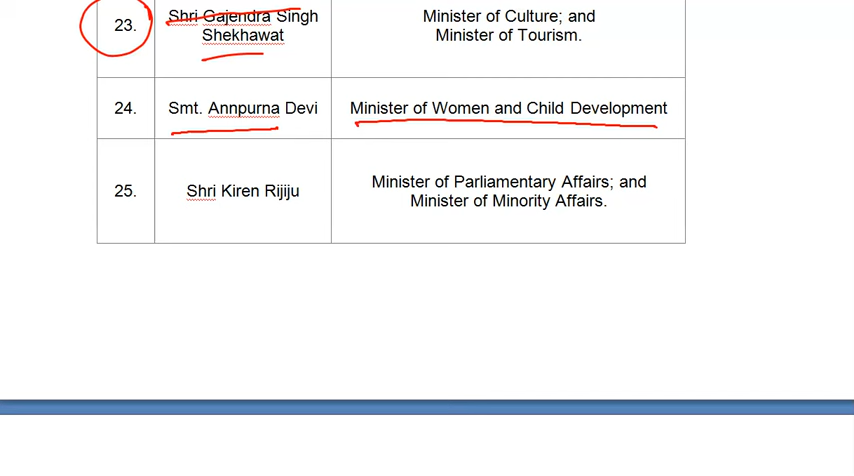 23.
Shri Gajendra Singh
Shekhawat
Minister of Culture; and
Minister of Tourism.
24.
Smt. Annpurna Devi
Minister of Women and Child Development
25.
Shri Kiren Rijiju
Minister of Parliamentary Affairs; and
Minister of Minority Affairs.